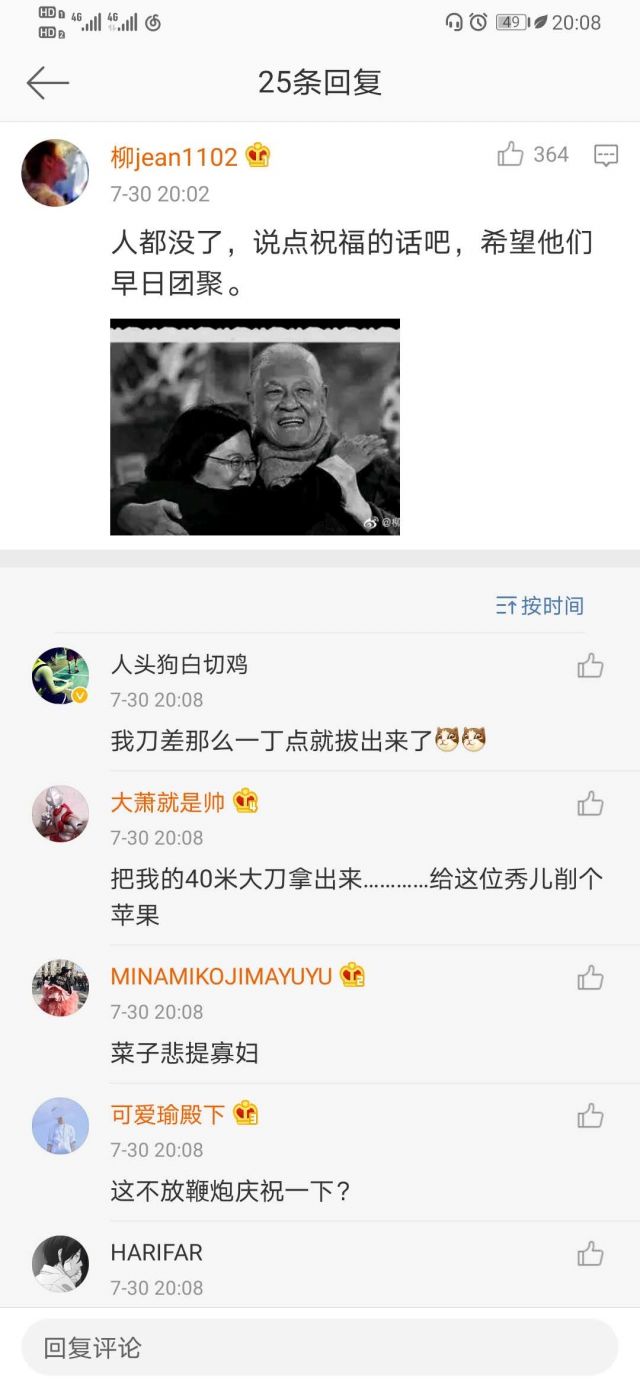 HD 1 4G 4G 49 20:08
HD 2
25条回复
柳jean1102
364
7-30 20:02
人都没了，说点祝福的话吧，希望他们
早日团聚。
@柳
按时间
人头狗白切鸡
7-30 20:08
我刀差那么一丁点就拔出来了
大萧就是帅
7-30 20:08
把我的40米大刀拿出来…………给这位秀儿削个
苹果
MINAMIKOJIMAYUYU
7-30 20:08
菜子悲提寡妇
可爱瑜殿下
7-30 20:08
这不放鞭炮庆祝一下？
HARIFAR
7-30 20:08
回复评论